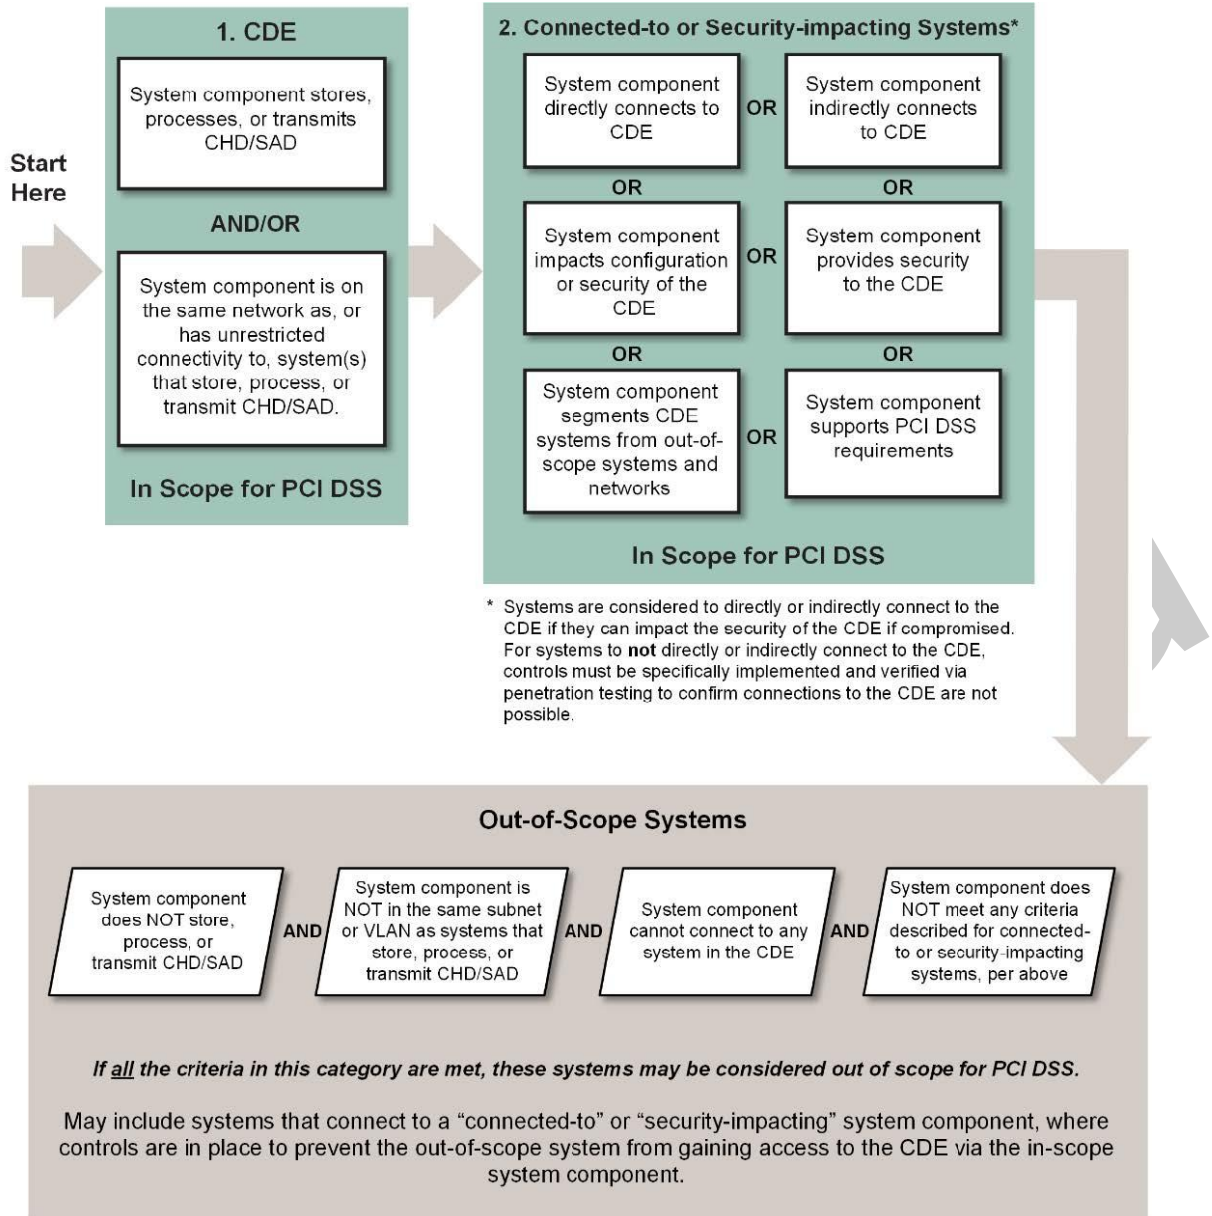 Start
Here
1. CDE
System component stores,
processes, or transmits
CHD/SAD
AND/OR
System component is on
the same network as, or
has unrestricted
connectivity to, system(s)
that store, process, or
transmit CHD/SAD.
In Scope for PCI DSS
2. Connected-to or Security-impacting Systems*
System component
directly connects to
CDE
OR
System component
indirectly connects
to CDE
OR
OR
System component
impacts configuration
or security of the
CDE
OR
System component
provides security
to the CDE
OR
OR
System component
segments CDE
systems from out-of-
scope systems and
networks
OR
System component
supports PCI DSS
requirements
In Scope for PCI DSS
* Systems are considered to directly or indirectly connect to the
CDE if they can impact the security of the CDE if compromised.
For systems to not directly or indirectly connect to the CDE,
controls must be specifically implemented and verified via
penetration testing to confirm connections to the CDE are not
possible.
Out-of-Scope Systems
System component
does NOT store,
process, or
transmit CHD/SAD
AND
System component is
NOT in the same subnet
or VLAN as systems that
store, process, or
transmit CHD/SAD
AND
System component
cannot connect to any
system in the CDE
AND
System component does
NOT meet any criteria
described for connected-
to or security-impacting
systems, per above
If all the criteria in this category are met, these systems may be considered out of scope for PCI DSS.
May include systems that connect to a “connected-to” or “security-impacting” system component, where
controls are in place to prevent the out-of-scope system from gaining access to the CDE via the in-scope
system component.